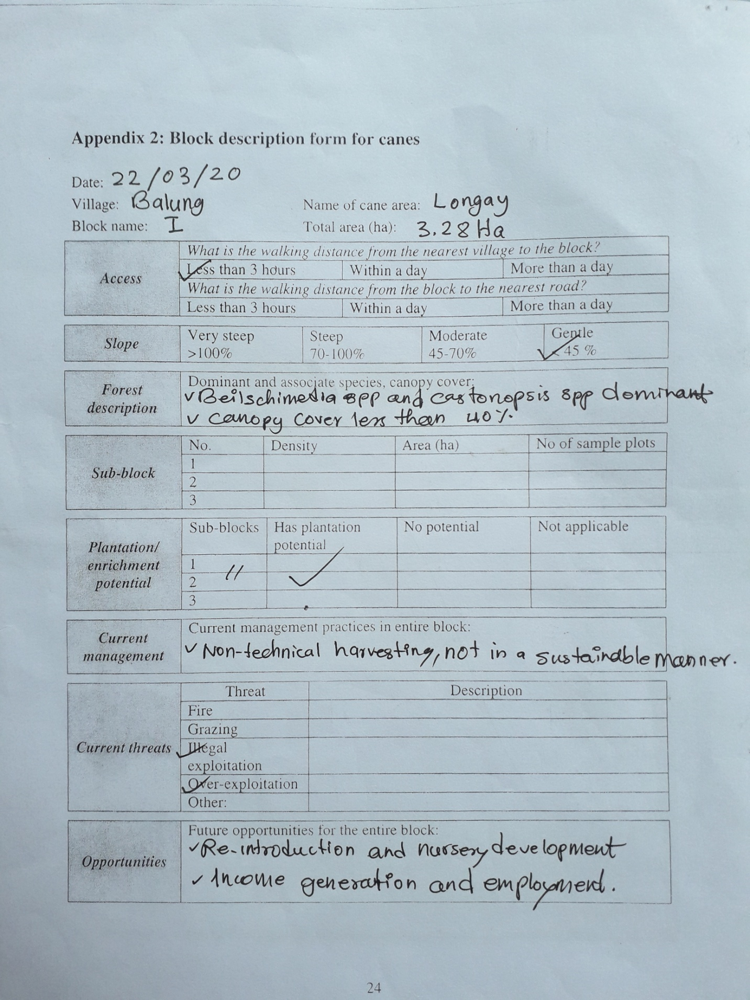 Appendix 2: Block description form for canes
Date: 22/03/20
Village: Balung Name of cane area: Longay
Block name: I Total area (ha): 3.28 Ha
Access
What is the walking distance from the nearest village to the block?
✓ Less than 3 hours Within a day More than a day
What is the walking distance from the block to the nearest road?
Less than 3 hours Within a day More than a day
Slope
Very steep Steep Moderate Gentle
>100% 70-100% 45-70% ✓ < 45 %
Forest
description
Dominant and associate species, canopy cover:
✓ Beilschimedia spp and castonopsis spp dominant
✓ canopy cover less than 40%.
Sub-block
No. Density Area (ha) No of sample plots
1
2
3
Plantation/
enrichment
potential
Sub-blocks Has plantation No potential Not applicable
potential
1
2 ✓
3
Current
management
Current management practices in entire block:
✓ Non-technical harvesting, not in a sustainable manner.
Current threats
Threat Description
Fire
Grazing
✓ Illegal
exploitation
✓ Over-exploitation
Other:
Opportunities
Future opportunities for the entire block:
✓ Re-introduction and nursery development
✓ Income generation and employment.
24